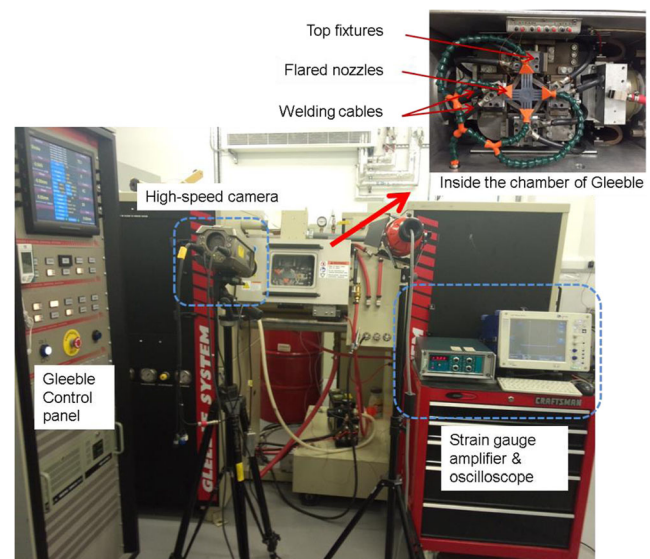 Top fixtures
Flared nozzles
Welding cables
Inside the chamber of Gleeble
High-speed camera
Gleeble
Control
panel
GLEEBLE SYSTEM
CRAFTSMAN
Strain gauge
amplifier &
oscilloscope